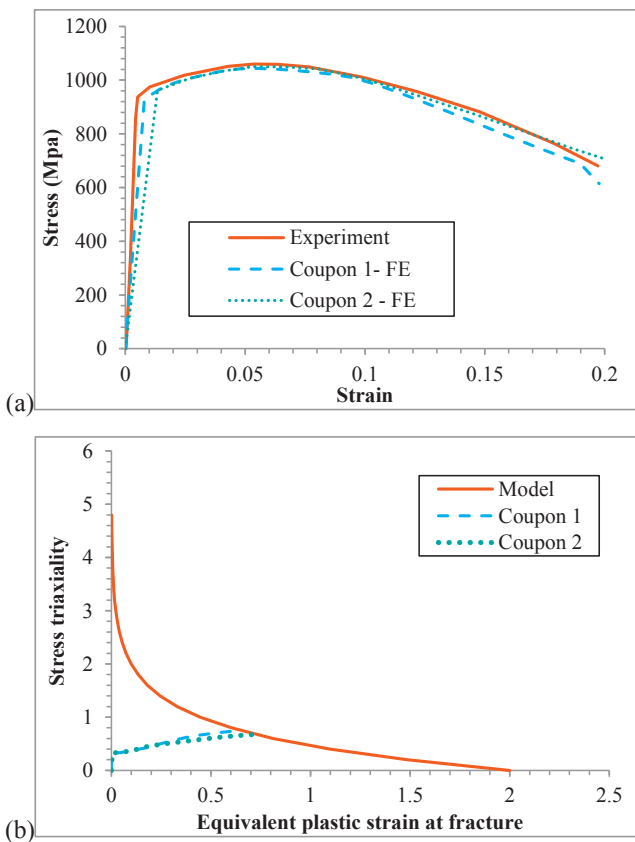 1200
1000
800
600
400
200
0
Stress (Mpa)
Experiment
Coupon 1- FE
Coupon 2 - FE
0 0.05 0.1 0.15 0.2
Strain
(a)
6
5
4
3
2
1
0
Stress triaxiality
Model
Coupon 1
Coupon 2
0 0.5 1 1.5 2 2.5
Equivalent plastic strain at fracture
(b)